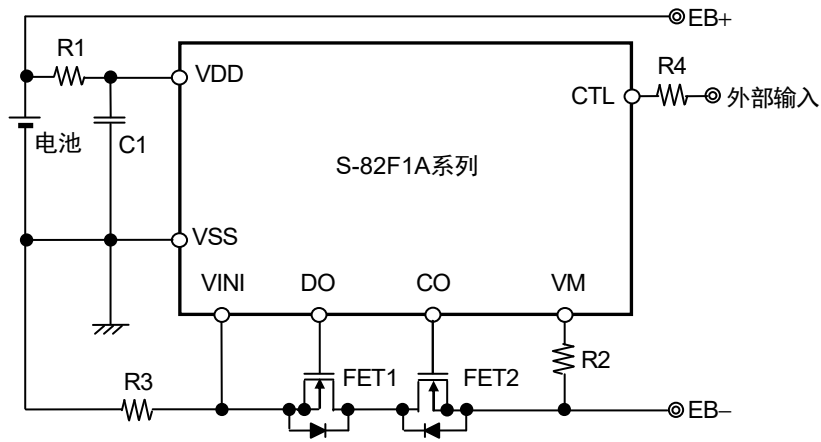 EB+
R1
VDD
R4
CTL
外部输入
电池
C1
S-82F1A系列
VSS
VINI
DO
CO
VM
R3
FET1
FET2
R2
EB−